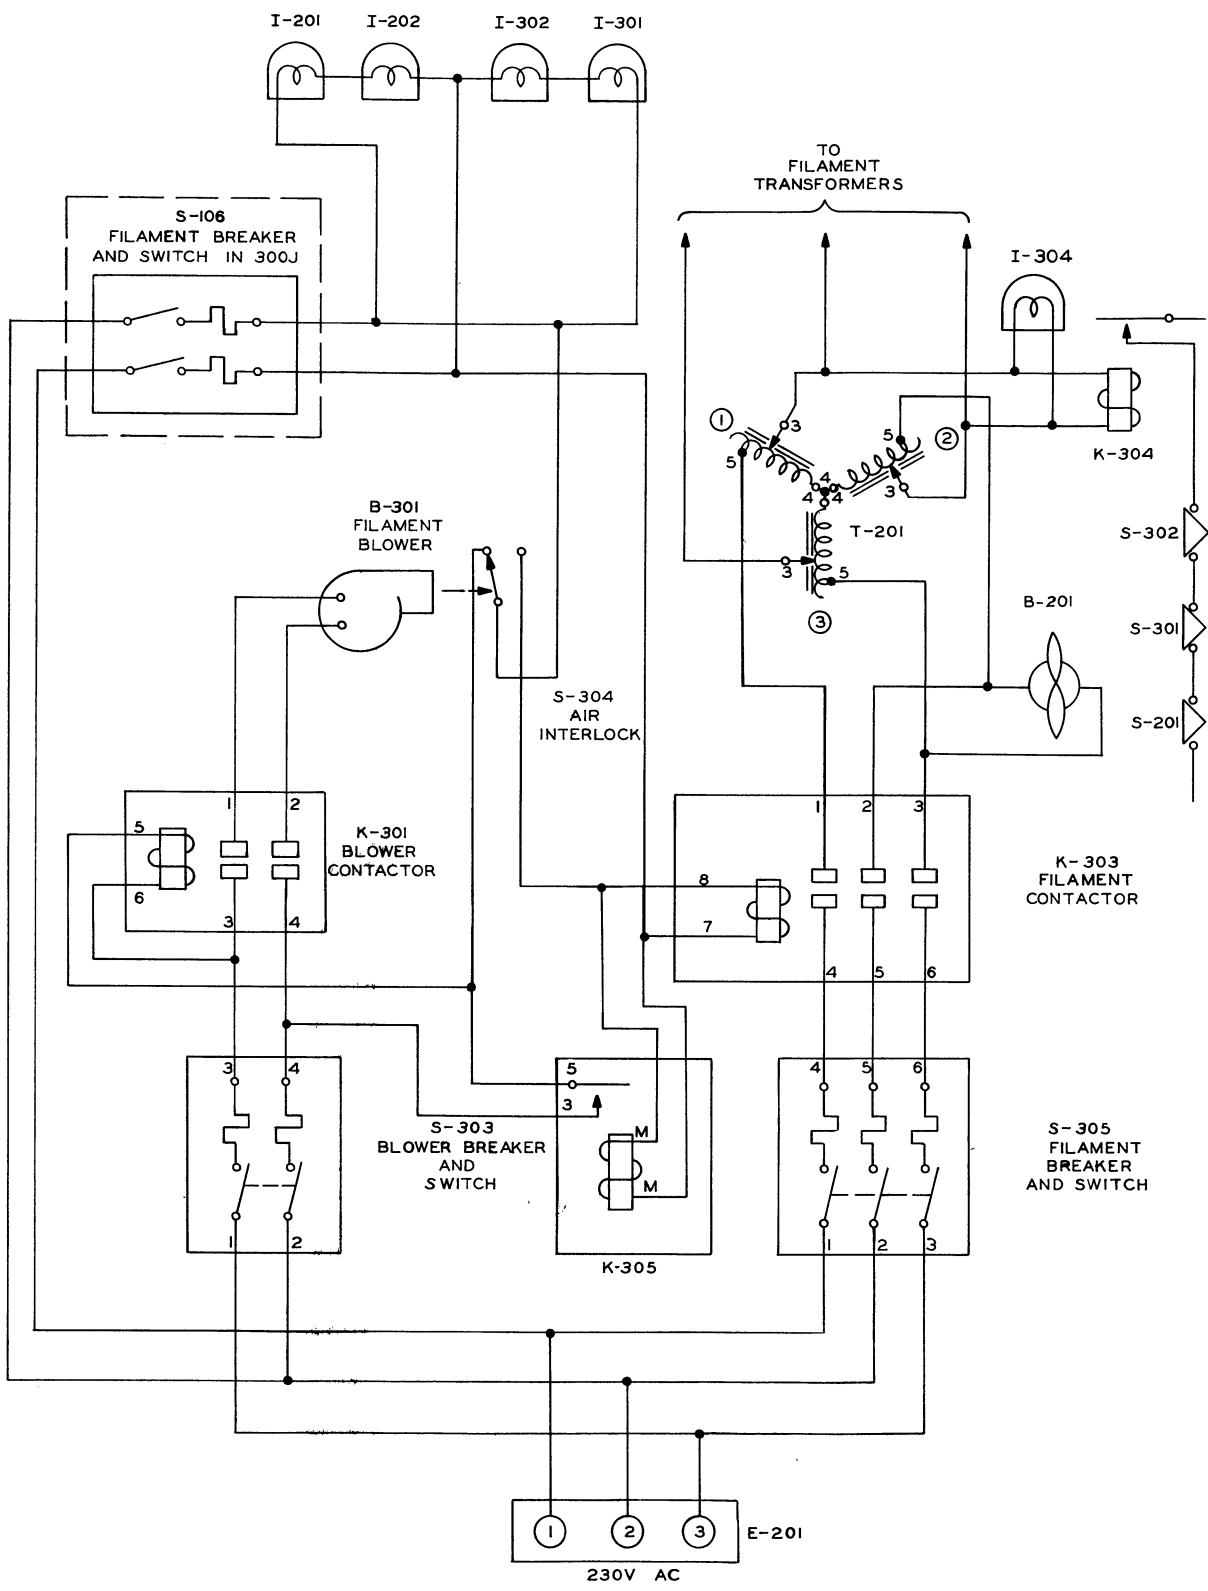 I-201 I-202 I-302 I-301
TO
FILAMENT
TRANSFORMERS
S-106
FILAMENT BREAKER
AND SWITCH IN 300J
I-304
1 3 5 2
K-304
5 4 3
4 4
B-301
FILAMENT
BLOWER
T-201
S-302
3 5
B-201
3
S-301
S-304
AIR
INTERLOCK
S-201
1 2
5
6
3 4
K-301
BLOWER
CONTACTOR
1 2 3
8
7
4 5 6
K-303
FILAMENT
CONTACTOR
3 4
1 2
S-303
BLOWER BREAKER
AND
SWITCH
5
3
M
M
K-305
4 5 6
1 2 3
S-305
FILAMENT
BREAKER
AND SWITCH
1 2 3
E-201
230V AC